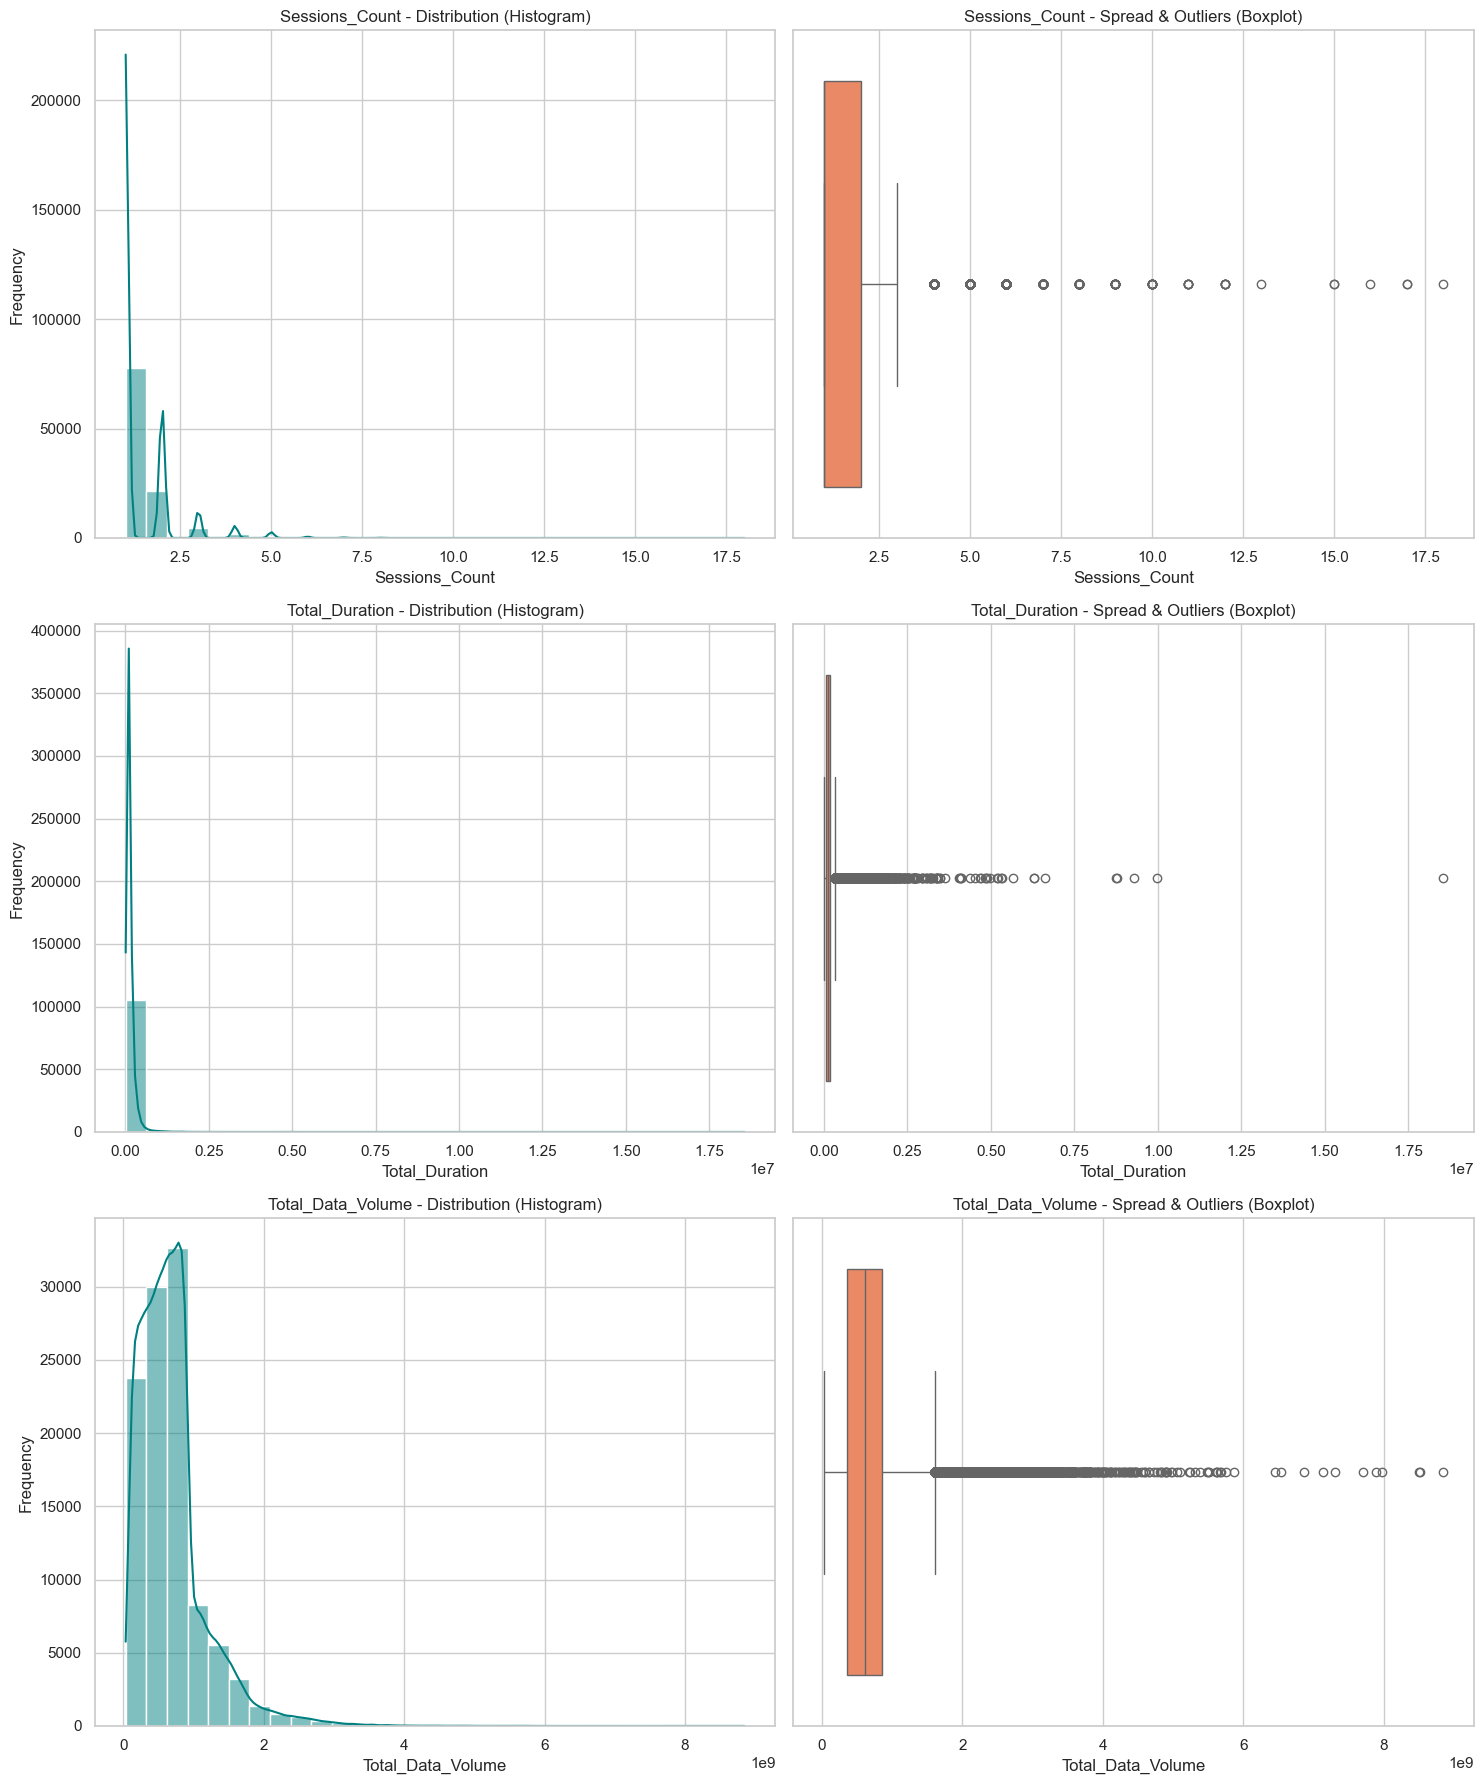 Sessions_Count - Distribution (Histogram)
Sessions_Count - Spread & Outliers (Boxplot)
200000
150000
100000
50000
0
Frequency
2.5 5.0 7.5 10.0 12.5 15.0 17.5
Sessions_Count
2.5 5.0 7.5 10.0 12.5 15.0 17.5
Sessions_Count
Total_Duration - Distribution (Histogram)
Total_Duration - Spread & Outliers (Boxplot)
400000
350000
300000
250000
200000
150000
100000
50000
0
Frequency
0.00 0.25 0.50 0.75 1.00 1.25 1.50 1.75
1e7
Total_Duration
0.00 0.25 0.50 0.75 1.00 1.25 1.50 1.75
1e7
Total_Duration
Total_Data_Volume - Distribution (Histogram)
Total_Data_Volume - Spread & Outliers (Boxplot)
30000
25000
20000
15000
10000
5000
0
Frequency
0 2 4 6 8
1e9
Total_Data_Volume
0 2 4 6 8
1e9
Total_Data_Volume